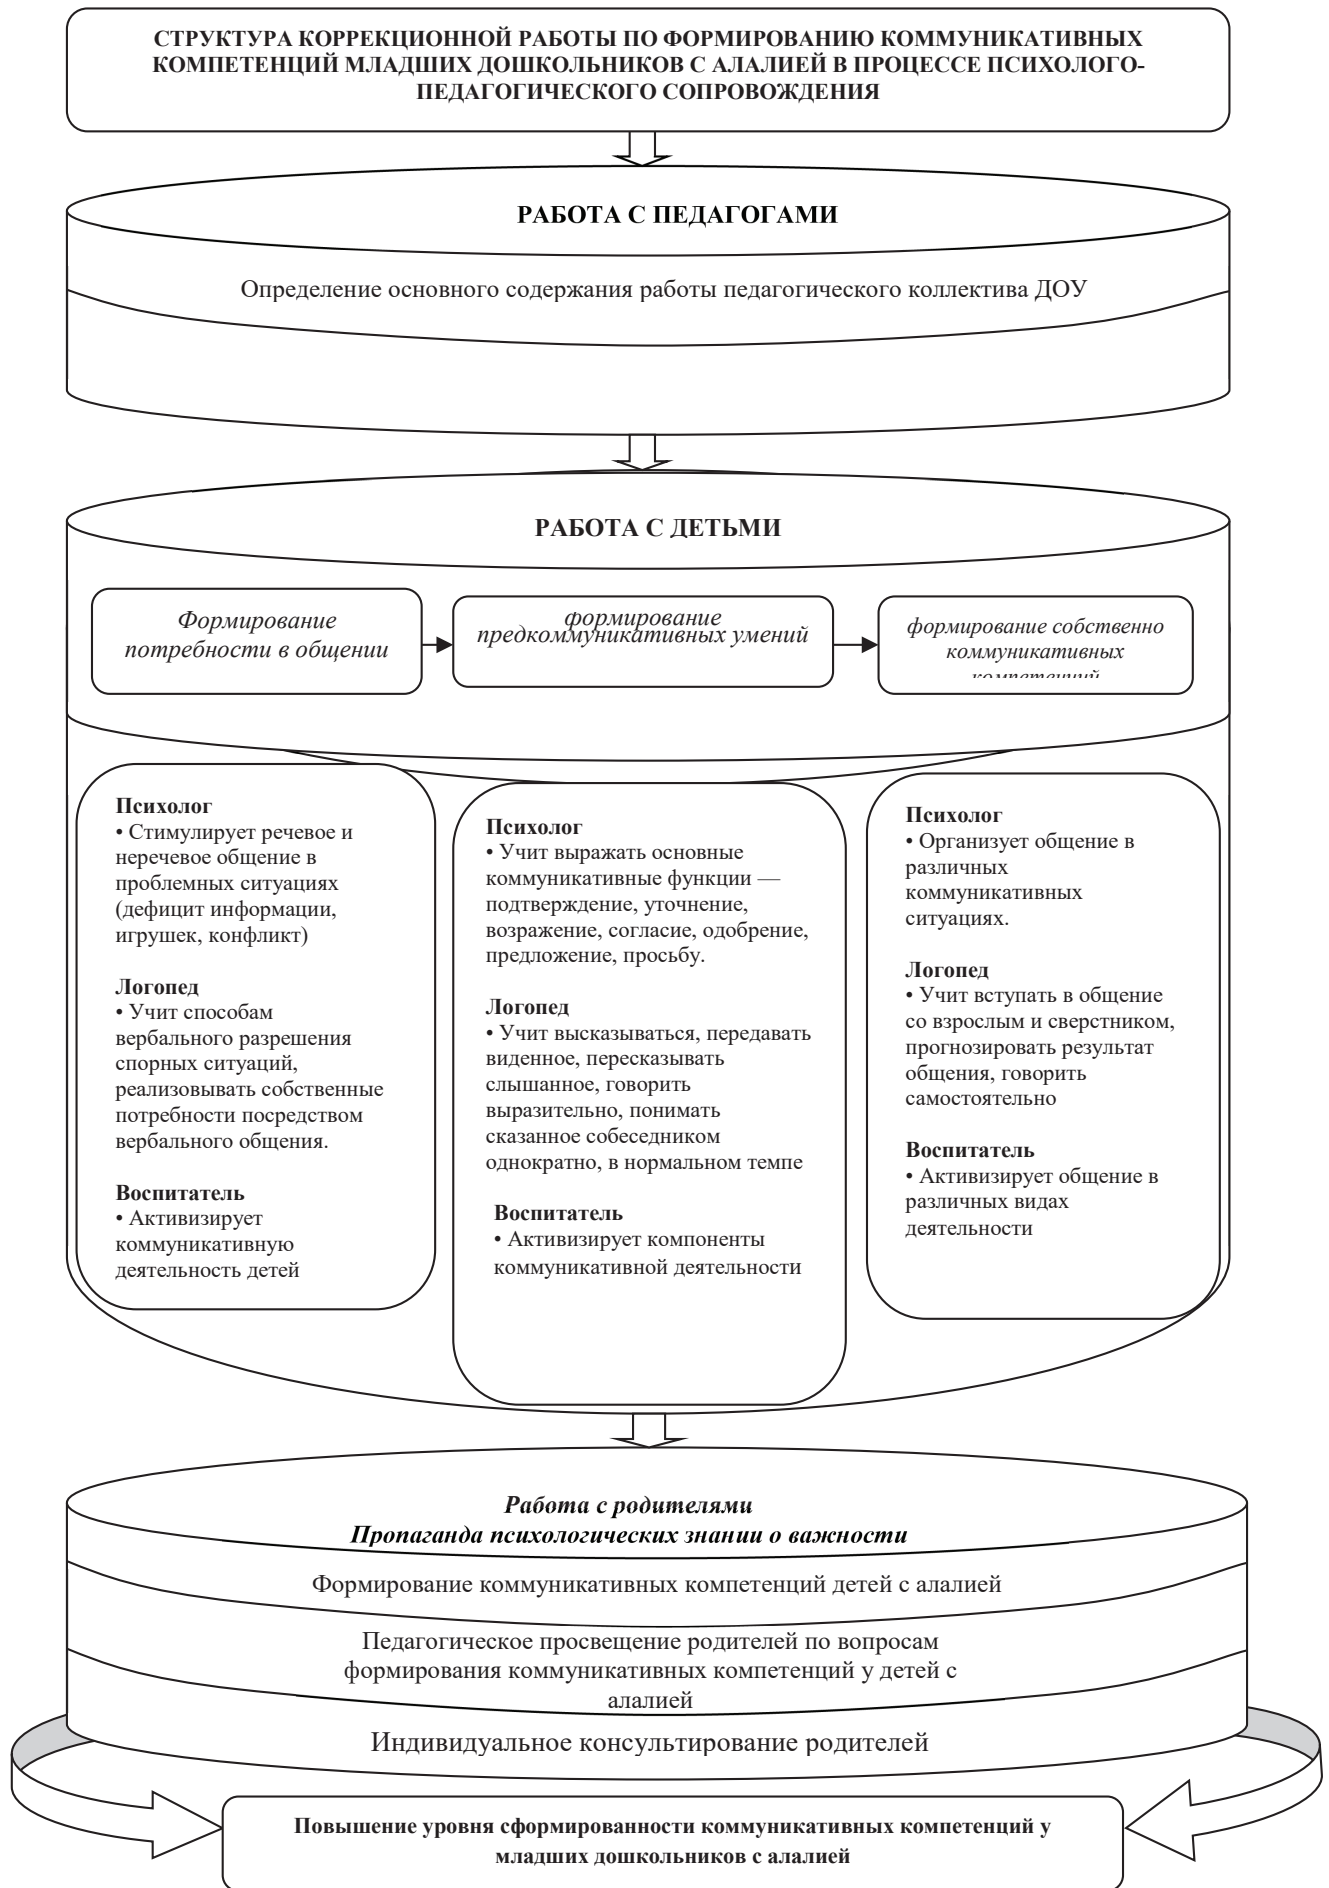 СТРУКТУРА КОРРЕКЦИОННОЙ РАБОТЫ ПО ФОРМИРОВАНИЮ КОММУНИКАТИВНЫХ
КОМПЕТЕНЦИЙ МЛАДШИХ ДОШКОЛЬНИКОВ С АЛАЛИЕЙ В ПРОЦЕССЕ ПСИХОЛОГО-
ПЕДАГОГИЧЕСКОГО СОПРОВОЖДЕНИЯ
РАБОТА С ПЕДАГОГАМИ
Определение основного содержания работы педагогического коллектива ДОУ
РАБОТА С ДЕТЬМИ
Формирование
потребности в общении
формирование
предкоммуникативных умений
формирование собственно
коммуникативных
компетенций
Психолог
• Стимулирует речевое и
неречевое общение в
проблемных ситуациях
(дефицит информации,
игрушек, конфликт)
Логопед
• Учит способам
вербального разрешения
спорных ситуаций,
реализовывать собственные
потребности посредством
вербального общения.
Воспитатель
• Активизирует
коммуникативную
деятельность детей
Психолог
• Учит выражать основные
коммуникативные функции —
подтверждение, уточнение,
возражение, согласие, одобрение,
предложение, просьбу.
Логопед
• Учит высказываться, передавать
виденное, пересказывать
слышанное, говорить
выразительно, понимать
сказанное собеседником
однократно, в нормальном темпе
Воспитатель
• Активизирует компоненты
коммуникативной деятельности
Психолог
• Организует общение в
различных
коммуникативных
ситуациях.
Логопед
• Учит вступать в общение
со взрослым и сверстником,
прогнозировать результат
общения, говорить
самостоятельно
Воспитатель
• Активизирует общение в
различных видах
деятельности
Работа с родителями
Пропаганда психологических знании о важности
Формирование коммуникативных компетенций детей с алалией
Педагогическое просвещение родителей по вопросам
формирования коммуникативных компетенций у детей с
алалией
Индивидуальное консультирование родителей
Повышение уровня сформированности коммуникативных компетенций у
младших дошкольников с алалией